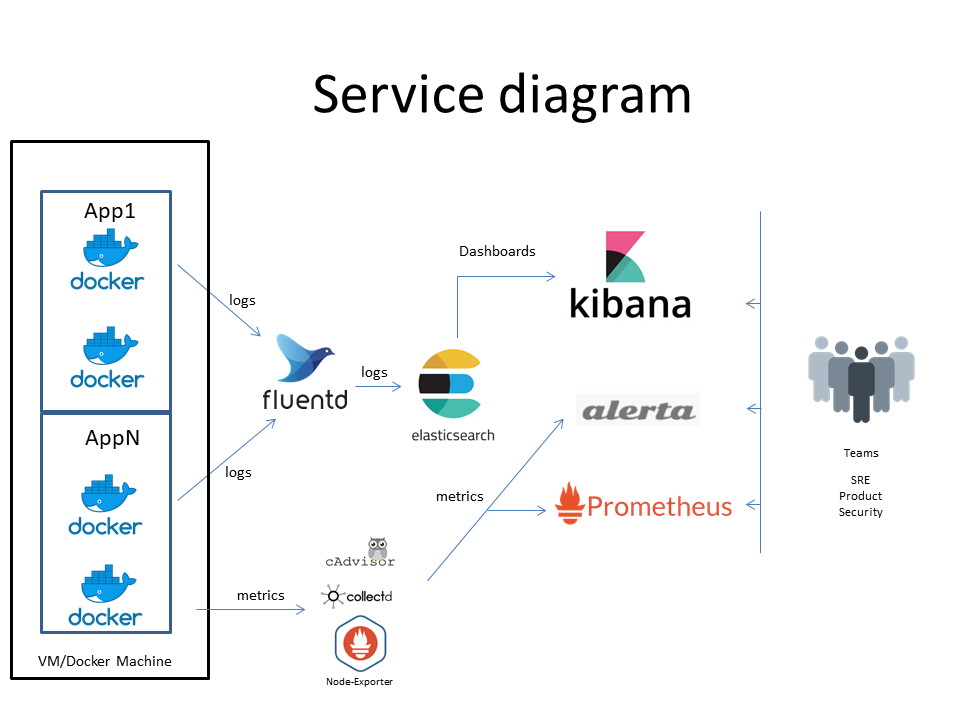 Service diagram
App1
docker
docker
AppN
docker
docker
VM/Docker Machine
logs
logs
fluentd
logs
elasticsearch
Dashboards
kibana
alerta
metrics
Prometheus
metrics
cAdvisor
collectd
Node-Exporter
Teams
SRE
Product
Security